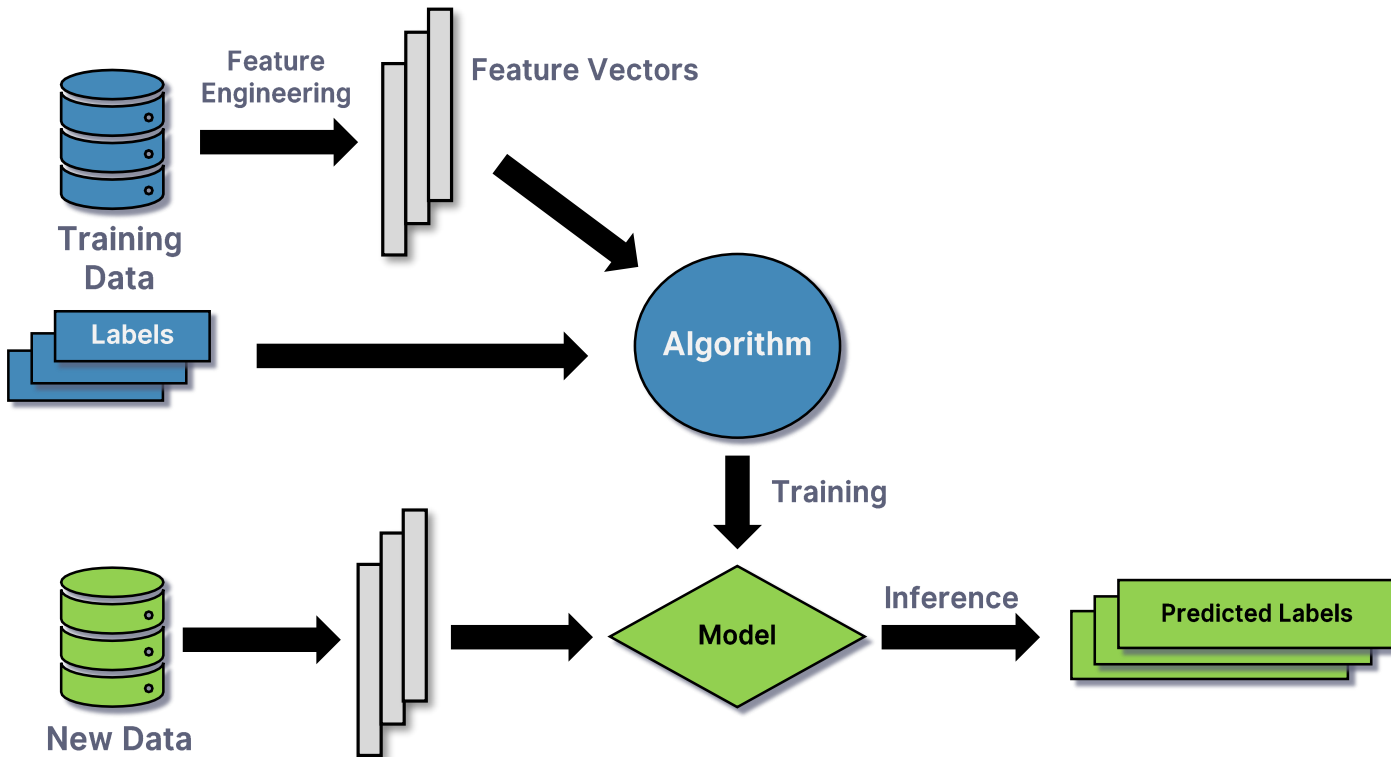 Feature
Engineering
Feature Vectors
Training
Data
Labels
Algorithm
Training
New Data
Model
Inference
Predicted Labels